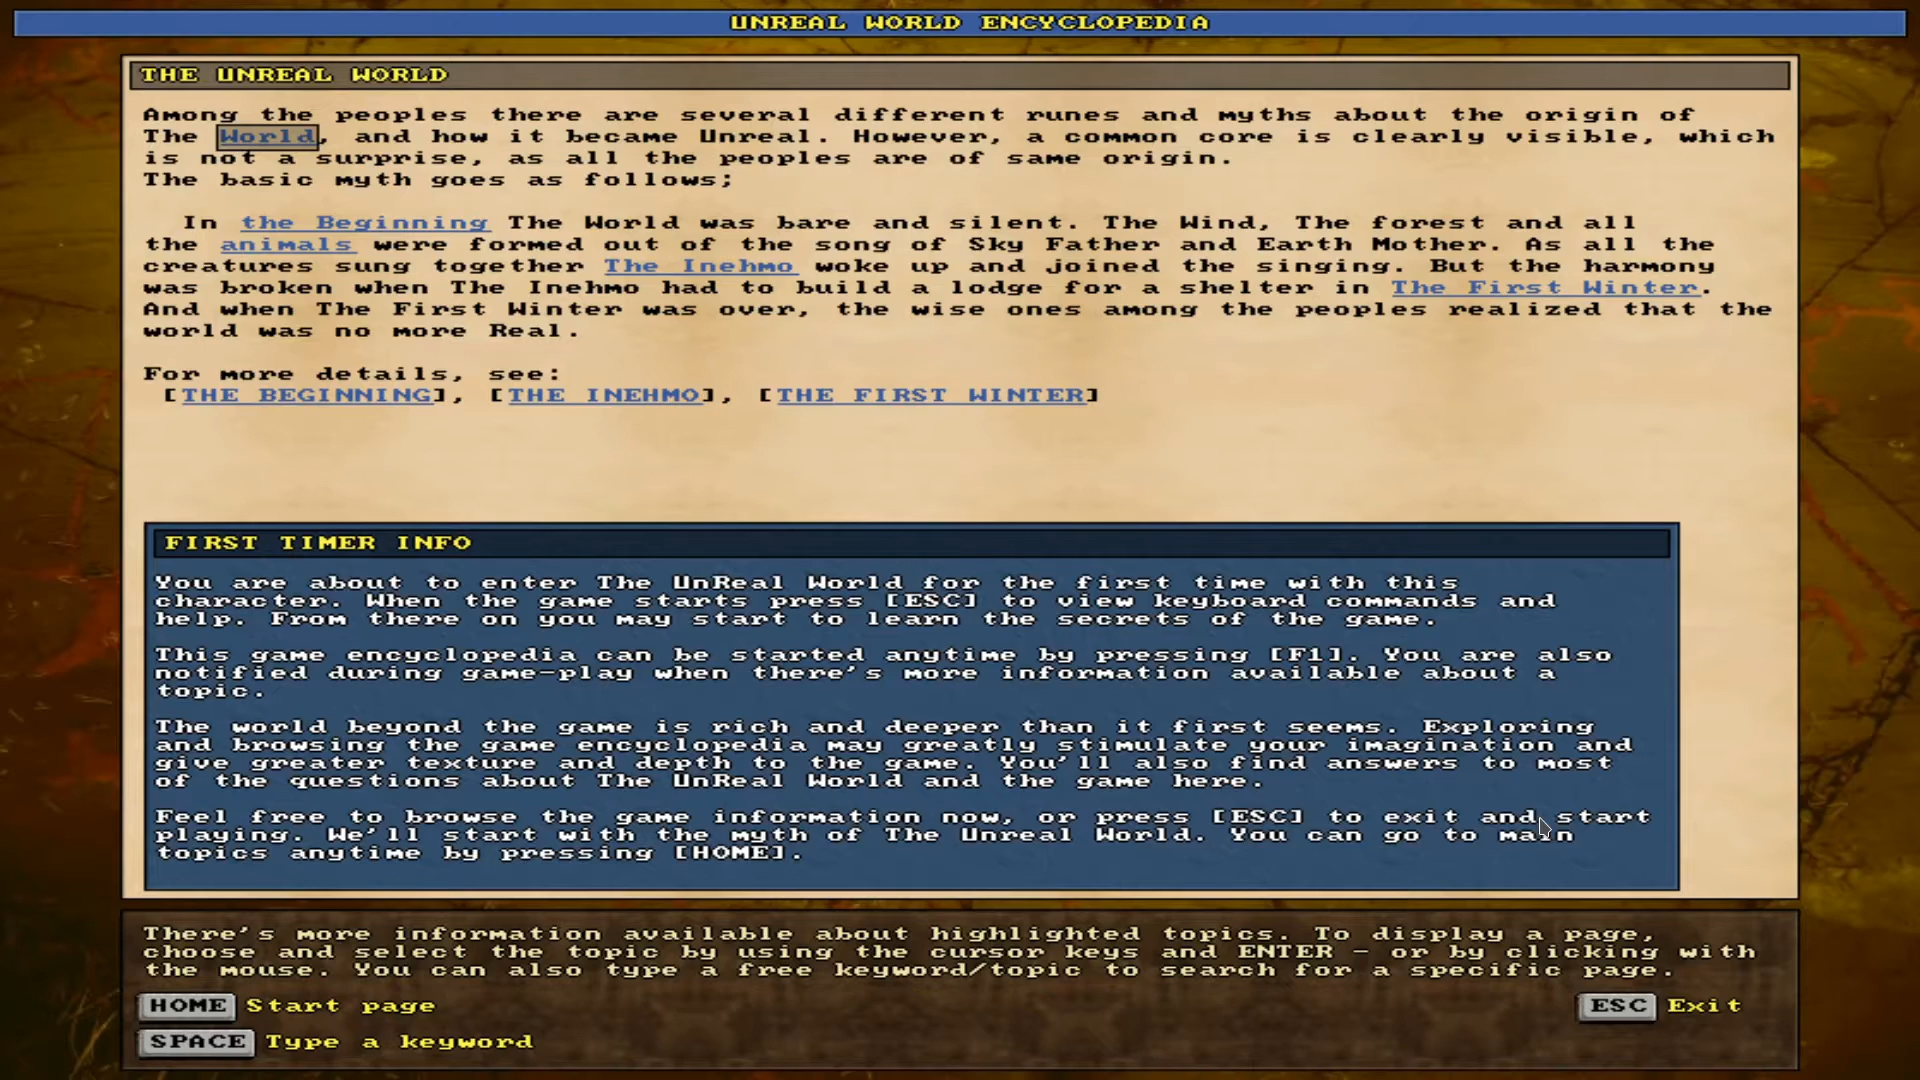 UNREAL WORLD ENCYCLOPEDIA
THE UNREAL WORLD
Among the peoples there are several different runes and myths about the origin of
The World, and how it became Unreal. However, a common core is clearly visible, which
is not a surprise, as all the peoples are of same origin.
The basic myth goes as follows;
In the Beginning The World was bare and silent. The Wind, The forest and all
the animals were formed out of the song of Sky Father and Earth Mother. As all the
creatures sung together The Inehmo woke up and joined the singing. But the harmony
was broken when The Inehmo had to build a lodge for a shelter in The First Winter.
And when The First Winter was over, the wise ones among the peoples realized that the
world was no more Real.
For more details, see:
[THE BEGINNING], [THE INEHMO], [THE FIRST WINTER]
FIRST TIMER INFO
You are about to enter The UnReal World for the first time with this
character. When the game starts press [ESC] to view keyboard commands and
help. From there on you may start to learn the secrets of the game.
This game encyclopedia can be started anytime by pressing [F1]. You are also
notified during game-play when there's more information available about a
topic.
The world beyond the game is rich and deeper than it first seems. Exploring
and browsing the game encyclopedia may greatly stimulate your imagination and
give greater texture and depth to the game. You'll also find answers to most
of the questions about The UnReal World and the game here.
Feel free to browse the game information now, or press [ESC] to exit and start
playing. We'll start with the myth of The Unreal World. You can go to main
topics anytime by pressing [HOME].
There's more information available about highlighted topics. To display a page,
choose and select the topic by using the cursor keys and ENTER - or by clicking with
the mouse. You can also type a free keyword/topic to search for a specific page.
HOME Start page
ESC Exit
SPACE Type a keyword